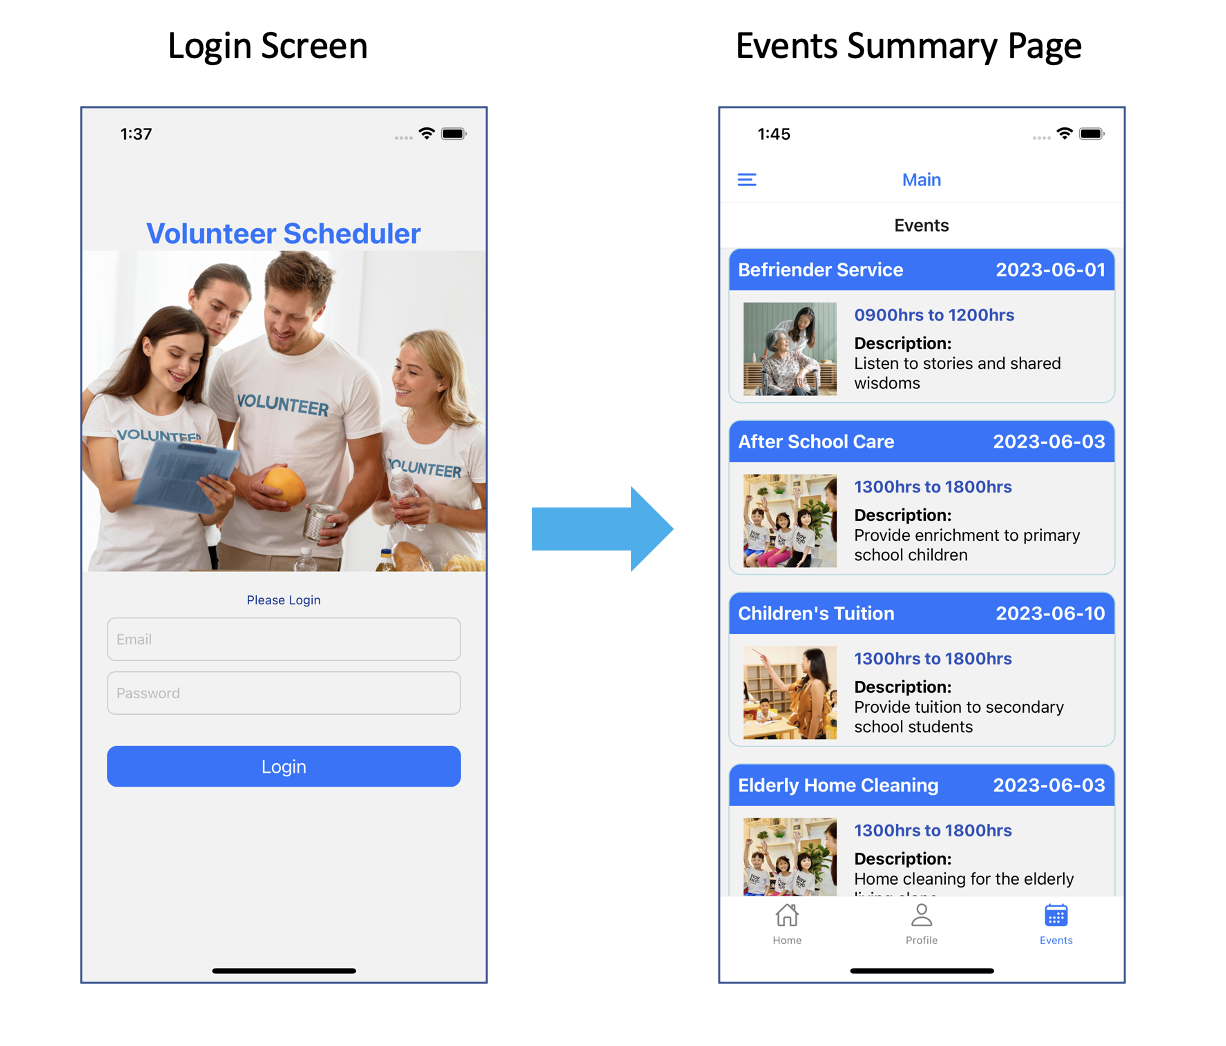 Login Screen
Events Summary Page
1:37
Volunteer Scheduler
VOLUNTEER
VOLUNTEER
VOLUNTEER
Please Login
Email
Password
Login
1:45
Main
Events
Befriender Service 2023-06-01
0900hrs to 1200hrs
Description:
Listen to stories and shared
wisdoms
After School Care 2023-06-03
1300hrs to 1800hrs
Description:
Provide enrichment to primary
school children
Children's Tuition 2023-06-10
1300hrs to 1800hrs
Description:
Provide tuition to secondary
school students
Elderly Home Cleaning 2023-06-03
1300hrs to 1800hrs
Description:
Home cleaning for the elderly
Home
Profile
Events